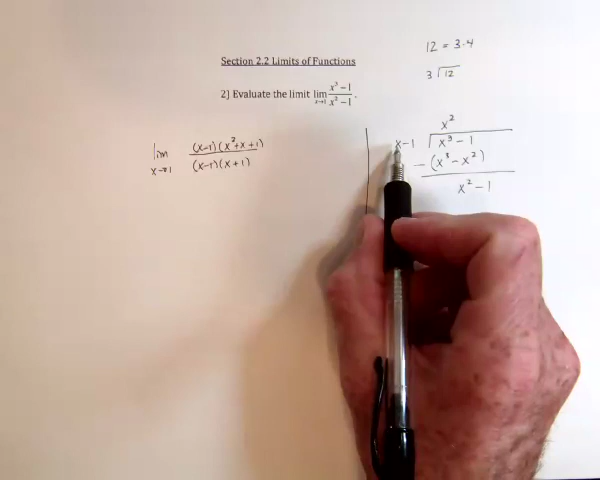 12 = 3·4
Section 2.2 Limits of Functions
3 √12
2) Evaluate the limit lim x→1 (x³ − 1)/(x² − 1).
x²
x−1 √x³ − 1
lim x→1 (x−1)(x²+x+1)/(x−1)(x+1)
− (x³ − x²)
x² − 1